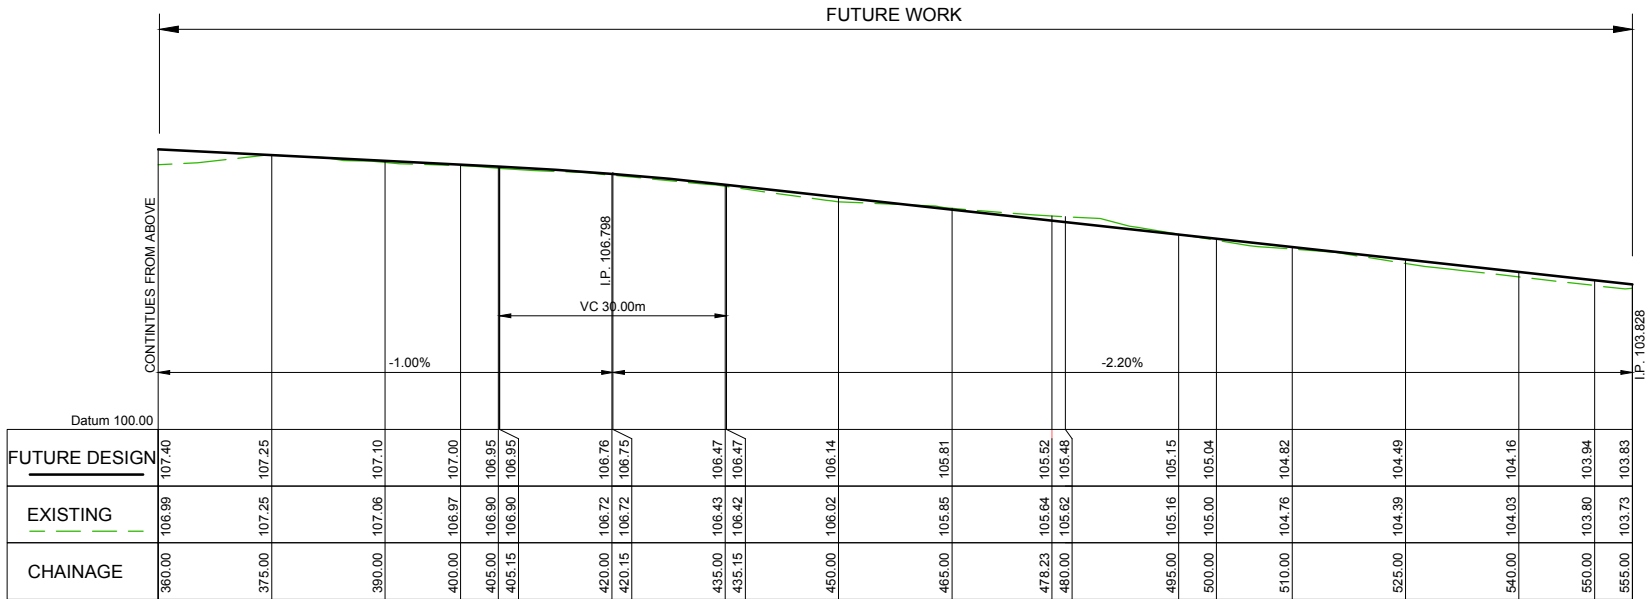 FUTURE WORK
CONTINTUES FROM ABOVE
I.P. 106.798
VC 30.00m
-1.00%
-2.20%
I.P. 103.828
Datum 100.00
FUTURE DESIGN 107.40 107.25 107.10 107.00 106.95 106.95 106.76 106.75 106.47 106.47 106.14 105.81 105.52 105.48 105.15 105.04 104.82 104.49 104.16 103.94 103.83
EXISTING 106.99 107.25 107.06 106.97 106.90 106.90 106.72 106.72 106.43 106.42 106.02 105.85 105.64 105.62 105.16 105.00 104.76 104.39 104.03 103.80 103.73
CHAINAGE 360.00 375.00 390.00 400.00 405.00 405.15 420.00 420.15 435.00 435.15 450.00 465.00 478.23 480.00 495.00 500.00 510.00 525.00 540.00 550.00 555.00